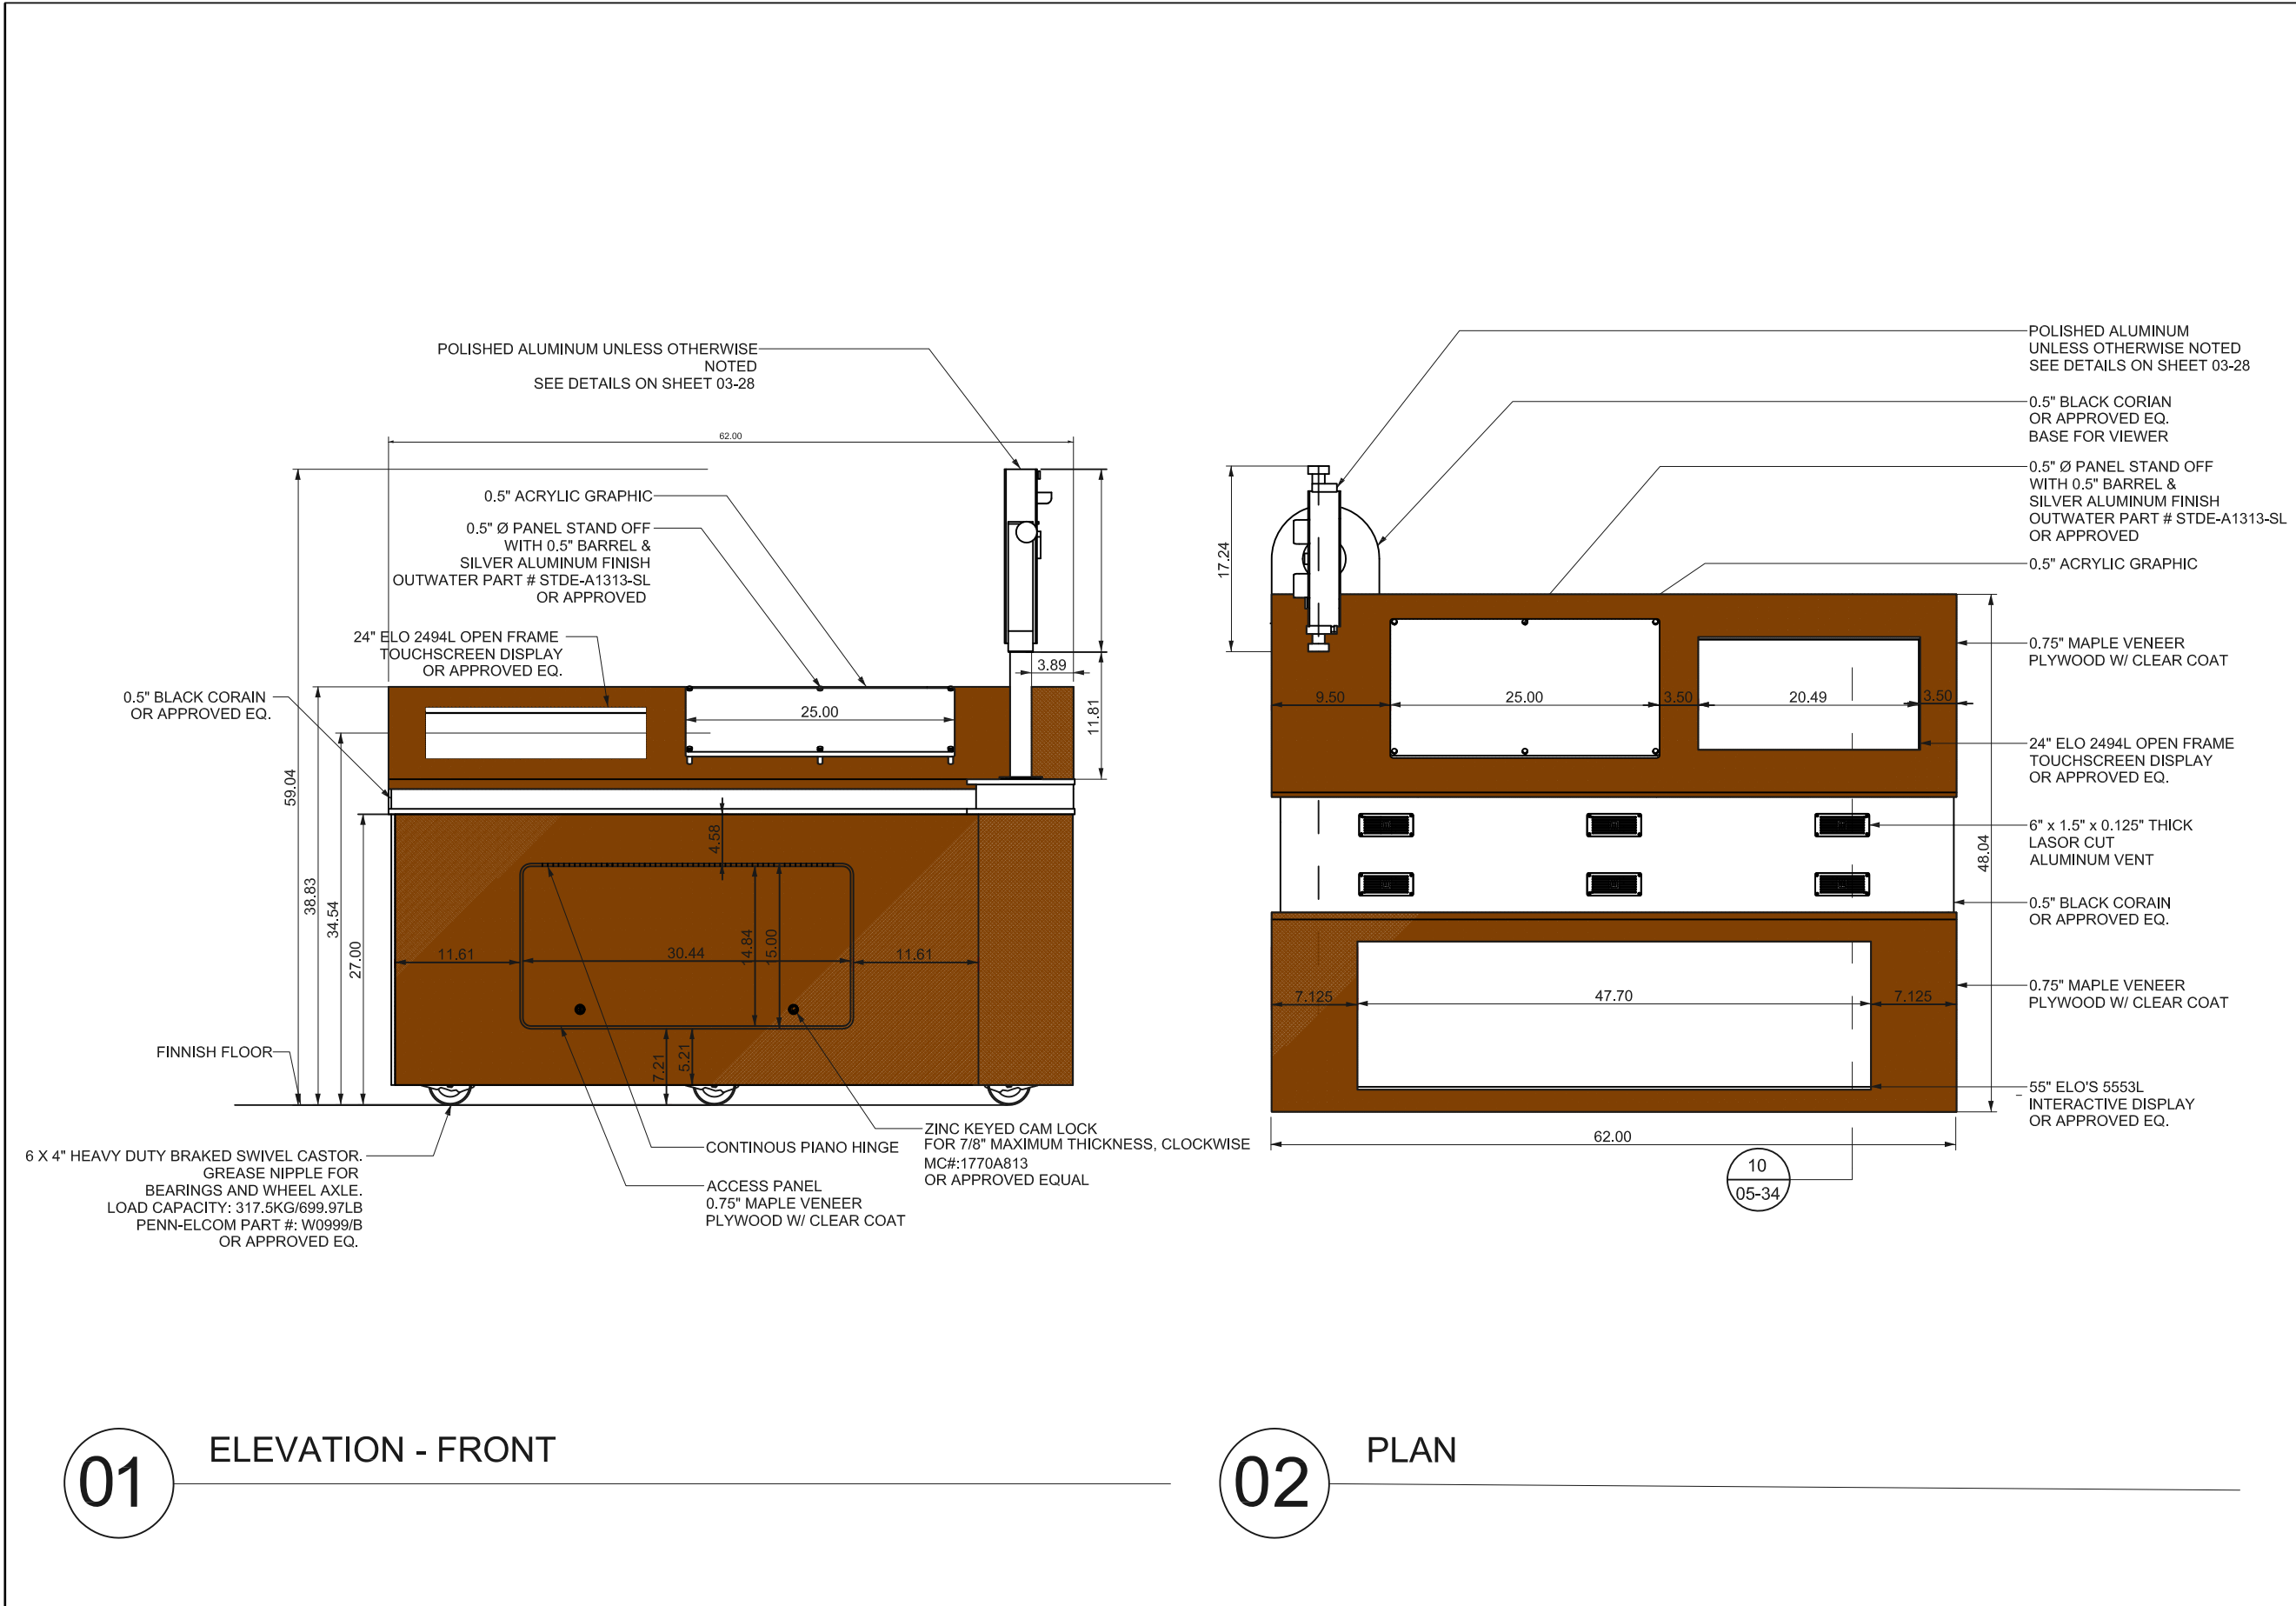 POLISHED ALUMINUM UNLESS OTHERWISE
NOTED
SEE DETAILS ON SHEET 03-28
62.00
0.5" ACRYLIC GRAPHIC
0.5" Ø PANEL STAND OFF
WITH 0.5" BARREL &
SILVER ALUMINUM FINISH
OUTWATER PART # STDE-A1313-SL
OR APPROVED
24" ELO 2494L OPEN FRAME
TOUCHSCREEN DISPLAY
OR APPROVED EQ.
0.5" BLACK CORAIN
OR APPROVED EQ.
3.89
25.00
11.81
59.04
38.83
34.54
27.00
4.58
11.61
30.44
14.84
15.00
11.61
7.21
5.21
FINNISH FLOOR
6 X 4" HEAVY DUTY BRAKED SWIVEL CASTOR.
GREASE NIPPLE FOR
BEARINGS AND WHEEL AXLE.
LOAD CAPACITY: 317.5KG/699.97LB
PENN-ELCOM PART #: W0999/B
OR APPROVED EQ.
CONTINOUS PIANO HINGE
ACCESS PANEL
0.75" MAPLE VENEER
PLYWOOD W/ CLEAR COAT
ZINC KEYED CAM LOCK
FOR 7/8" MAXIMUM THICKNESS, CLOCKWISE
MC#:1770A813
OR APPROVED EQUAL
01
ELEVATION - FRONT
POLISHED ALUMINUM
UNLESS OTHERWISE NOTED
SEE DETAILS ON SHEET 03-28
0.5" BLACK CORIAN
OR APPROVED EQ.
BASE FOR VIEWER
0.5" Ø PANEL STAND OFF
WITH 0.5" BARREL &
SILVER ALUMINUM FINISH
OUTWATER PART # STDE-A1313-SL
OR APPROVED
0.5" ACRYLIC GRAPHIC
17.24
0.75" MAPLE VENEER
PLYWOOD W/ CLEAR COAT
9.50
25.00
3.50
20.49
3.50
24" ELO 2494L OPEN FRAME
TOUCHSCREEN DISPLAY
OR APPROVED EQ.
6" x 1.5" x 0.125" THICK
LASOR CUT
ALUMINUM VENT
48.04
0.5" BLACK CORAIN
OR APPROVED EQ.
7.125
47.70
7.125
0.75" MAPLE VENEER
PLYWOOD W/ CLEAR COAT
55" ELO'S 5553L
INTERACTIVE DISPLAY
OR APPROVED EQ.
62.00
10
05-34
02
PLAN